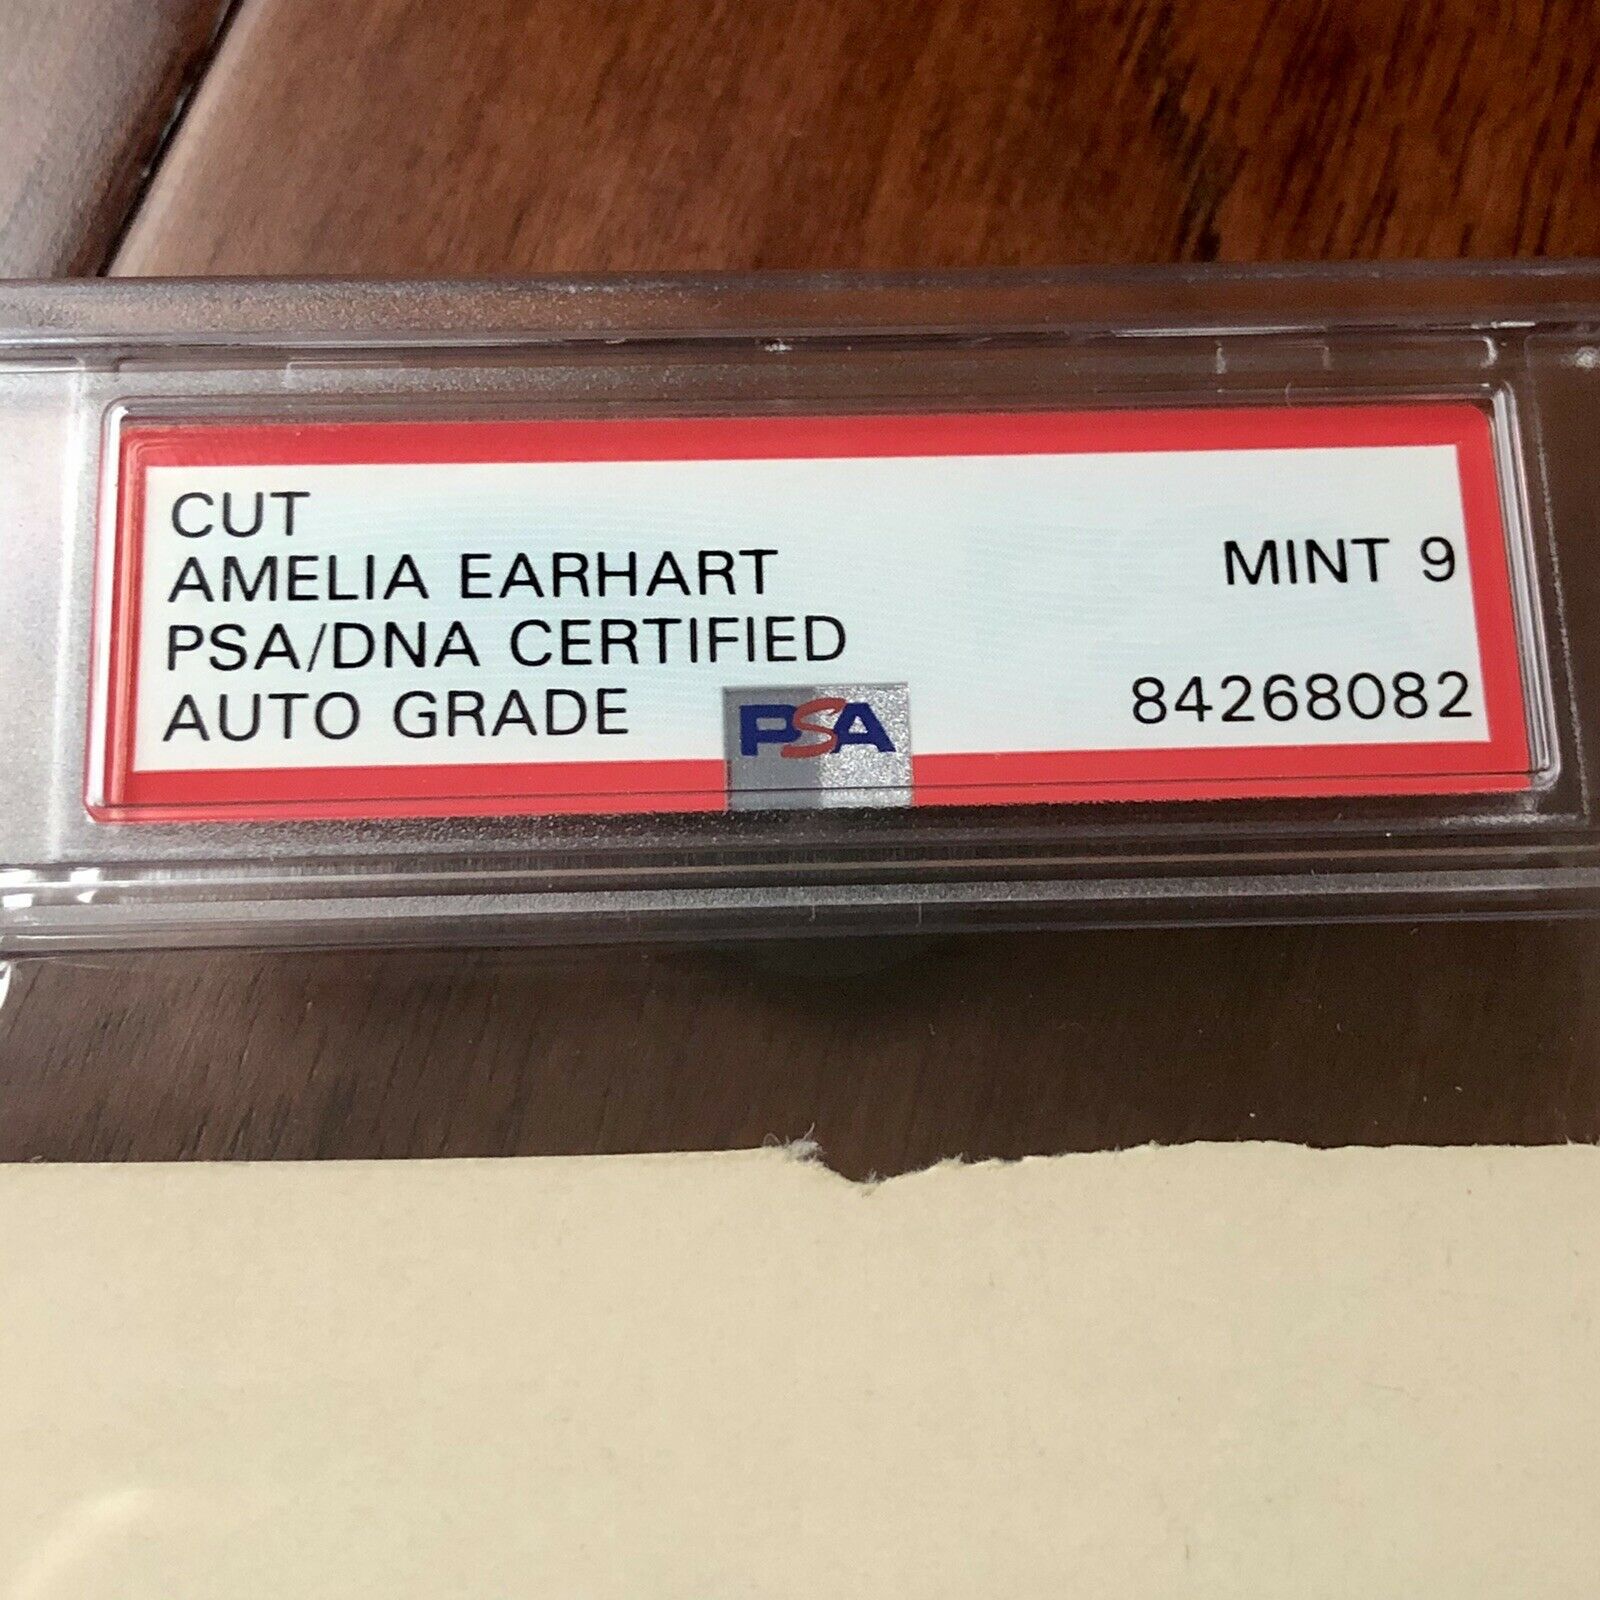 CUT
AMELIA EARHART
MINT 9
PSA/DNA CERTIFIED
AUTO GRADE
84268082
PSA